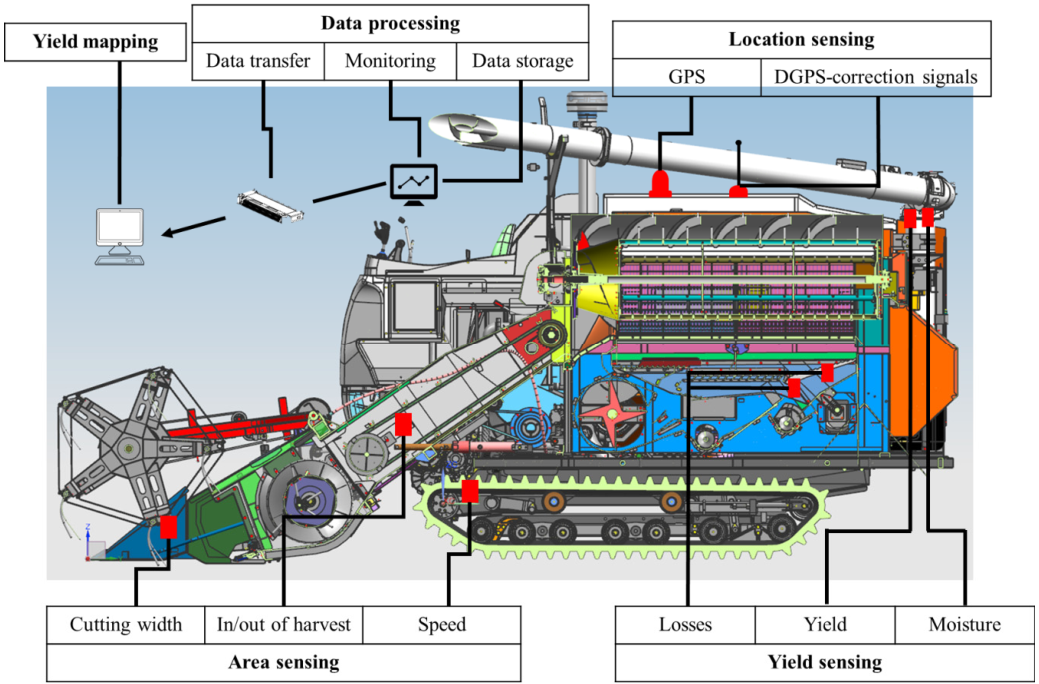 Data processing
Yield mapping
Data transfer Monitoring Data storage
Location sensing
GPS DGPS-correction signals
Z
Cutting width In/out of harvest Speed
Area sensing
Losses Yield Moisture
Yield sensing